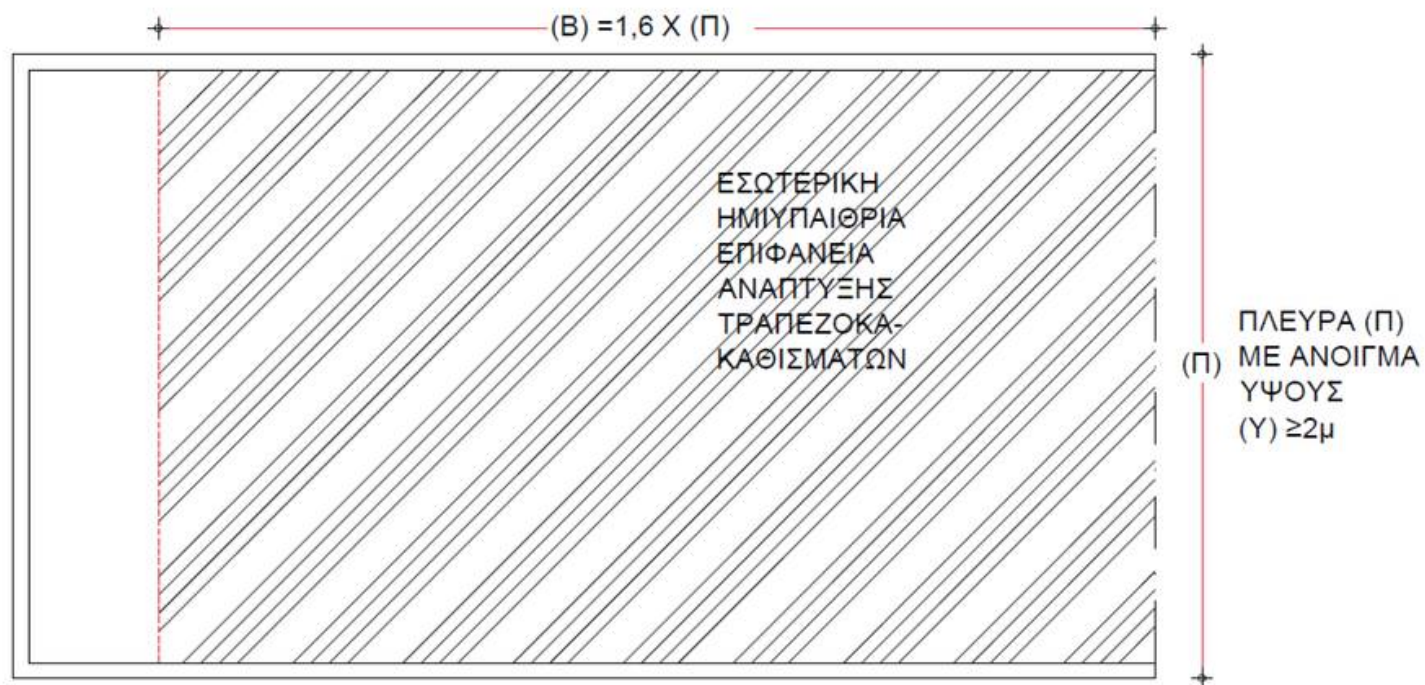 (Β) =1,6 Χ (Π)
ΕΣΩΤΕΡΙΚΗ
ΗΜΙΥΠΑΙΘΡΙΑ
ΕΠΙΦΑΝΕΙΑ
ΑΝΑΠΤΥΞΗΣ
ΤΡΑΠΕΖΟΚΑ-
ΚΑΘΙΣΜΑΤΩΝ
(Π)
ΠΛΕΥΡΑ (Π)
ΜΕ ΑΝΟΙΓΜΑ
ΥΨΟΥΣ
(Υ) ≥2μ